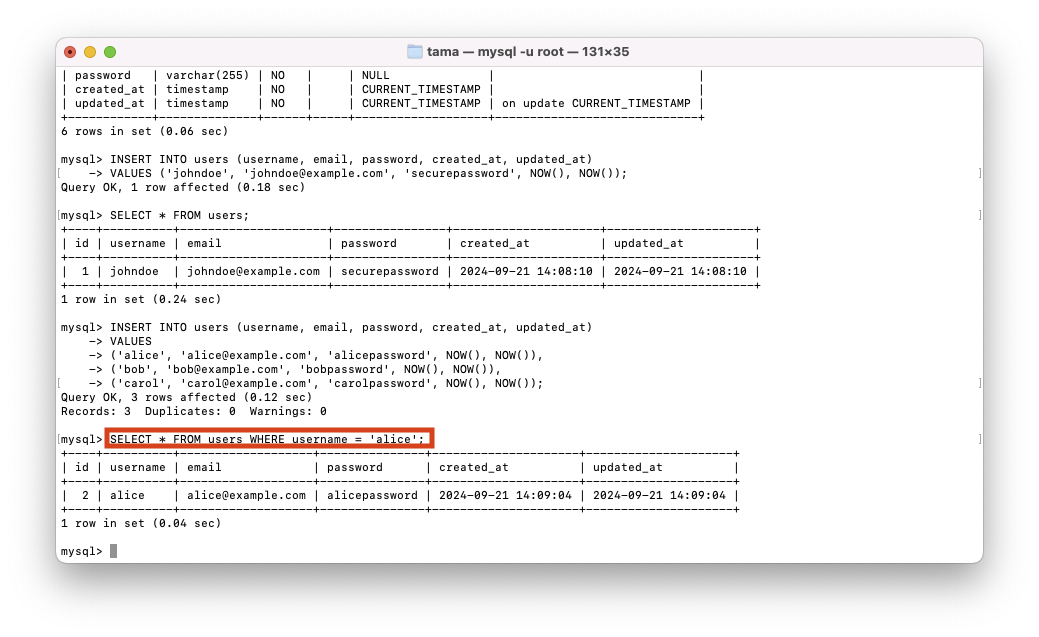 tama — mysql -u root — 131×35
| password   | varchar(255) | NO   |     | NULL              |                             |
| created_at | timestamp    | NO   |     | CURRENT_TIMESTAMP |                             |
| updated_at | timestamp    | NO   |     | CURRENT_TIMESTAMP | on update CURRENT_TIMESTAMP |
+------------+--------------+------+-----+-------------------+-----------------------------+
6 rows in set (0.06 sec)
mysql> INSERT INTO users (username, email, password, created_at, updated_at)
[    -> VALUES ('johndoe', 'johndoe@example.com', 'securepassword', NOW(), NOW()); ]
Query OK, 1 row affected (0.18 sec)
[mysql> SELECT * FROM users; ]
+----+----------+---------------------+----------------+---------------------+---------------------+
| id | username | email               | password       | created_at          | updated_at          |
+----+----------+---------------------+----------------+---------------------+---------------------+
|  1 | johndoe  | johndoe@example.com | securepassword | 2024-09-21 14:08:10 | 2024-09-21 14:08:10 |
+----+----------+---------------------+----------------+---------------------+---------------------+
1 row in set (0.24 sec)
mysql> INSERT INTO users (username, email, password, created_at, updated_at)
    -> VALUES
    -> ('alice', 'alice@example.com', 'alicepassword', NOW(), NOW()),
    -> ('bob', 'bob@example.com', 'bobpassword', NOW(), NOW()),
[    -> ('carol', 'carol@example.com', 'carolpassword', NOW(), NOW()); ]
Query OK, 3 rows affected (0.12 sec)
Records: 3  Duplicates: 0  Warnings: 0
[mysql> SELECT * FROM users WHERE username = 'alice'; ]
+----+----------+-------------------+---------------+---------------------+---------------------+
| id | username | email             | password      | created_at          | updated_at          |
+----+----------+-------------------+---------------+---------------------+---------------------+
|  2 | alice    | alice@example.com | alicepassword | 2024-09-21 14:09:04 | 2024-09-21 14:09:04 |
+----+----------+-------------------+---------------+---------------------+---------------------+
1 row in set (0.04 sec)
mysql>